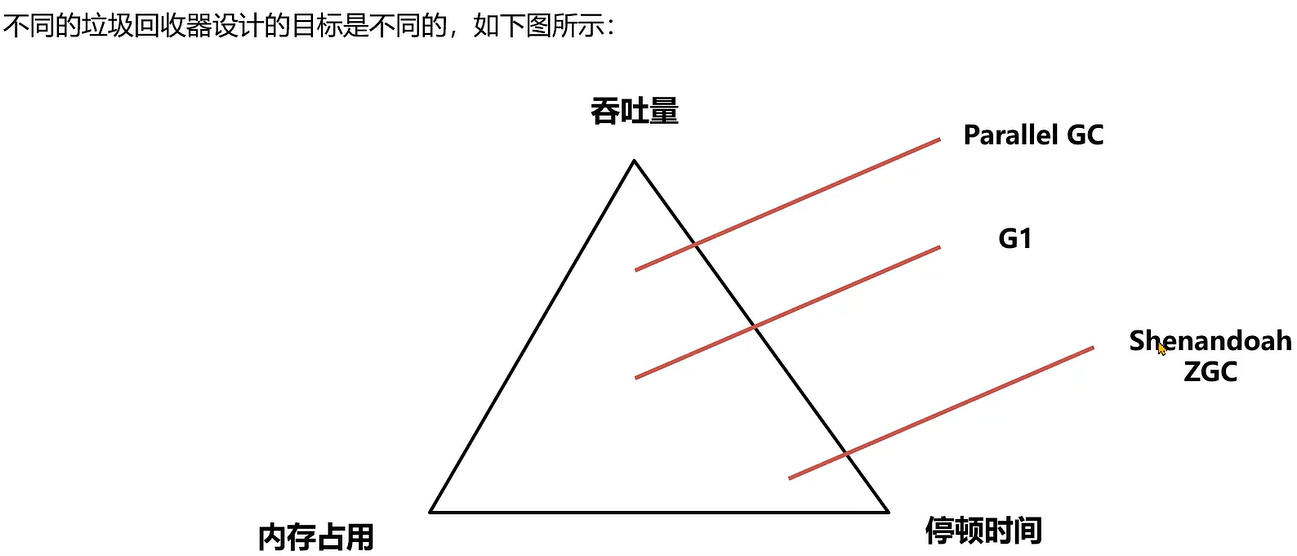 不同的垃圾回收器设计的目标是不同的，如下图所示：
吞吐量
Parallel GC
G1
Shenandoah
ZGC
内存占用
停顿时间